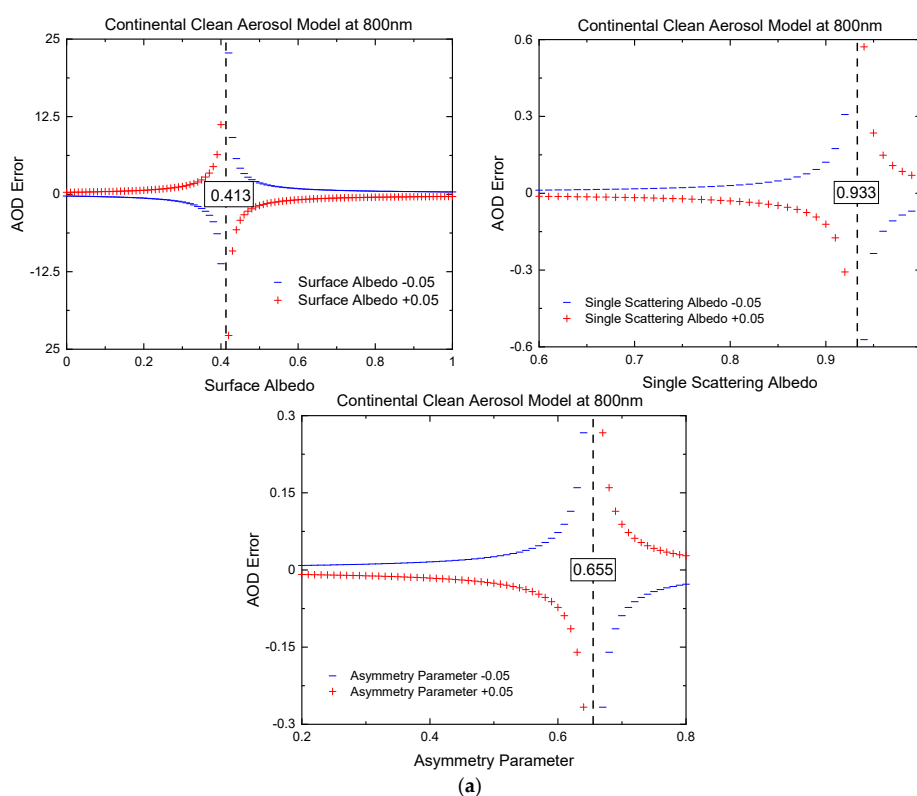 Continental Clean Aerosol Model at 800nm
25
12.5
0
-12.5
25
AOD Error
0.413
Surface Albedo -0.05
Surface Albedo +0.05
0 0.2 0.4 0.6 0.8 1
Surface Albedo
Continental Clean Aerosol Model at 800nm
0.6
0.3
0
-0.3
-0.6
AOD Error
0.933
Single Scattering Albedo -0.05
Single Scattering Albedo +0.05
0.6 0.7 0.8 0.9
Single Scattering Albedo
Continental Clean Aerosol Model at 800nm
0.3
0.15
0
-0.15
-0.3
AOD Error
0.655
Asymmetry Parameter -0.05
Asymmetry Parameter +0.05
0.2 0.4 0.6 0.8
Asymmetry Parameter
(a)